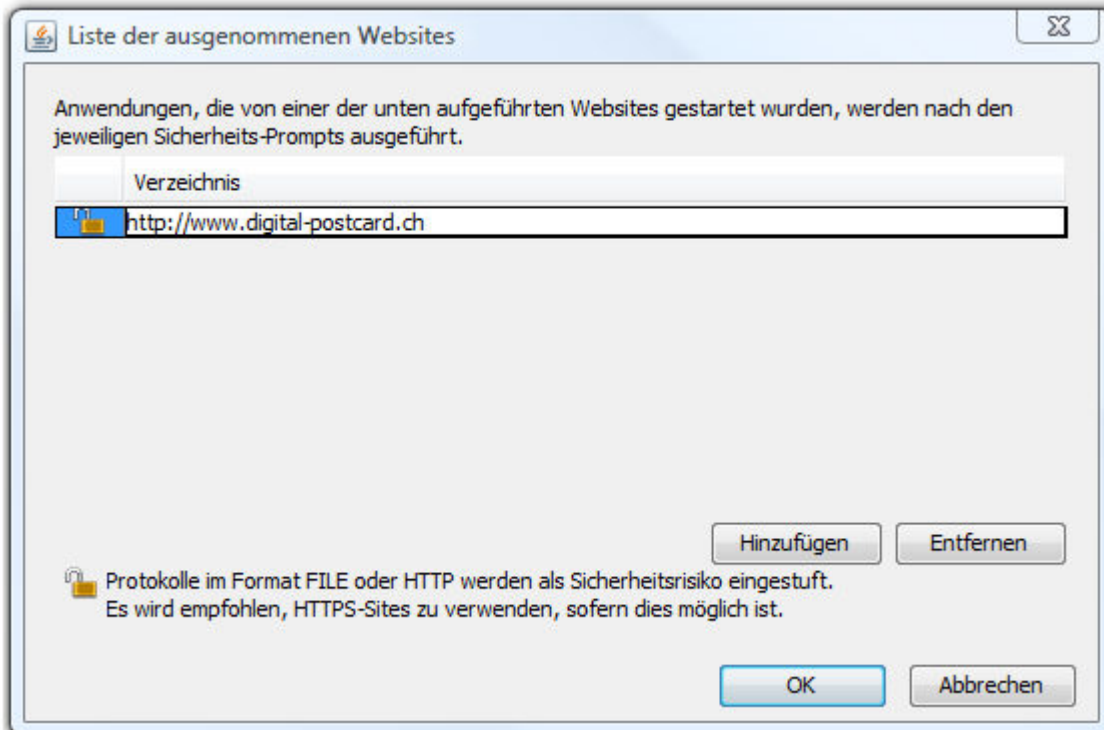 Liste der ausgenommenen Websites
Anwendungen, die von einer der unten aufgeführten Websites gestartet wurden, werden nach den
jeweiligen Sicherheits-Prompts ausgeführt.
Verzeichnis
http://www.digital-postcard.ch
Hinzufügen Entfernen
Protokolle im Format FILE oder HTTP werden als Sicherheitsrisiko eingestuft.
Es wird empfohlen, HTTPS-Sites zu verwenden, sofern dies möglich ist.
OK Abbrechen